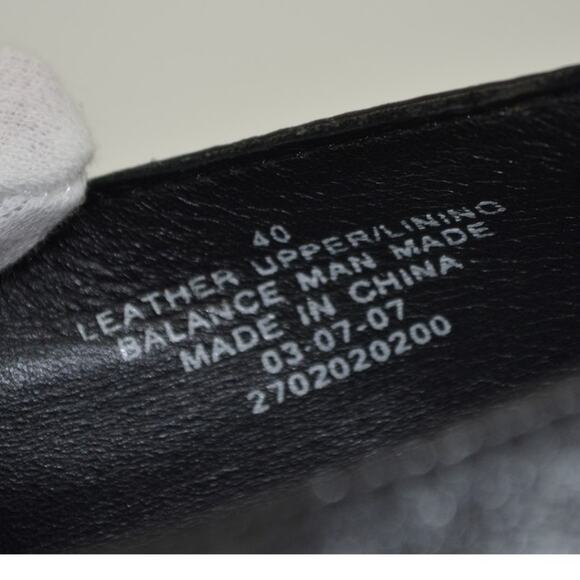 40
LEATHER UPPER/LINING
BALANCE MAN MADE
MADE IN CHINA
03-07-07
2702020200